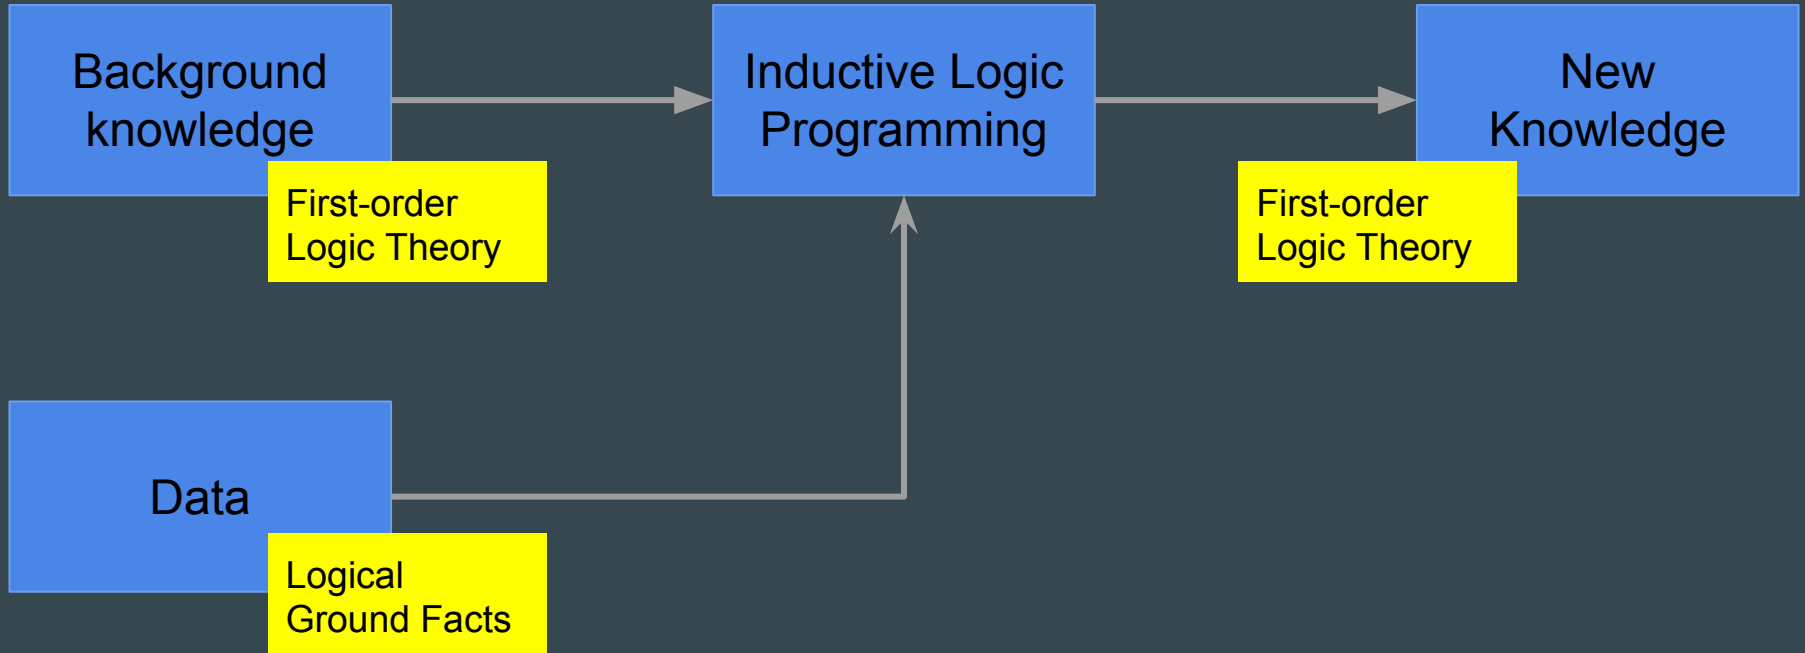 Background
knowledge
First-order
Logic Theory
Inductive Logic
Programming
New
Knowledge
First-order
Logic Theory
Data
Logical
Ground Facts